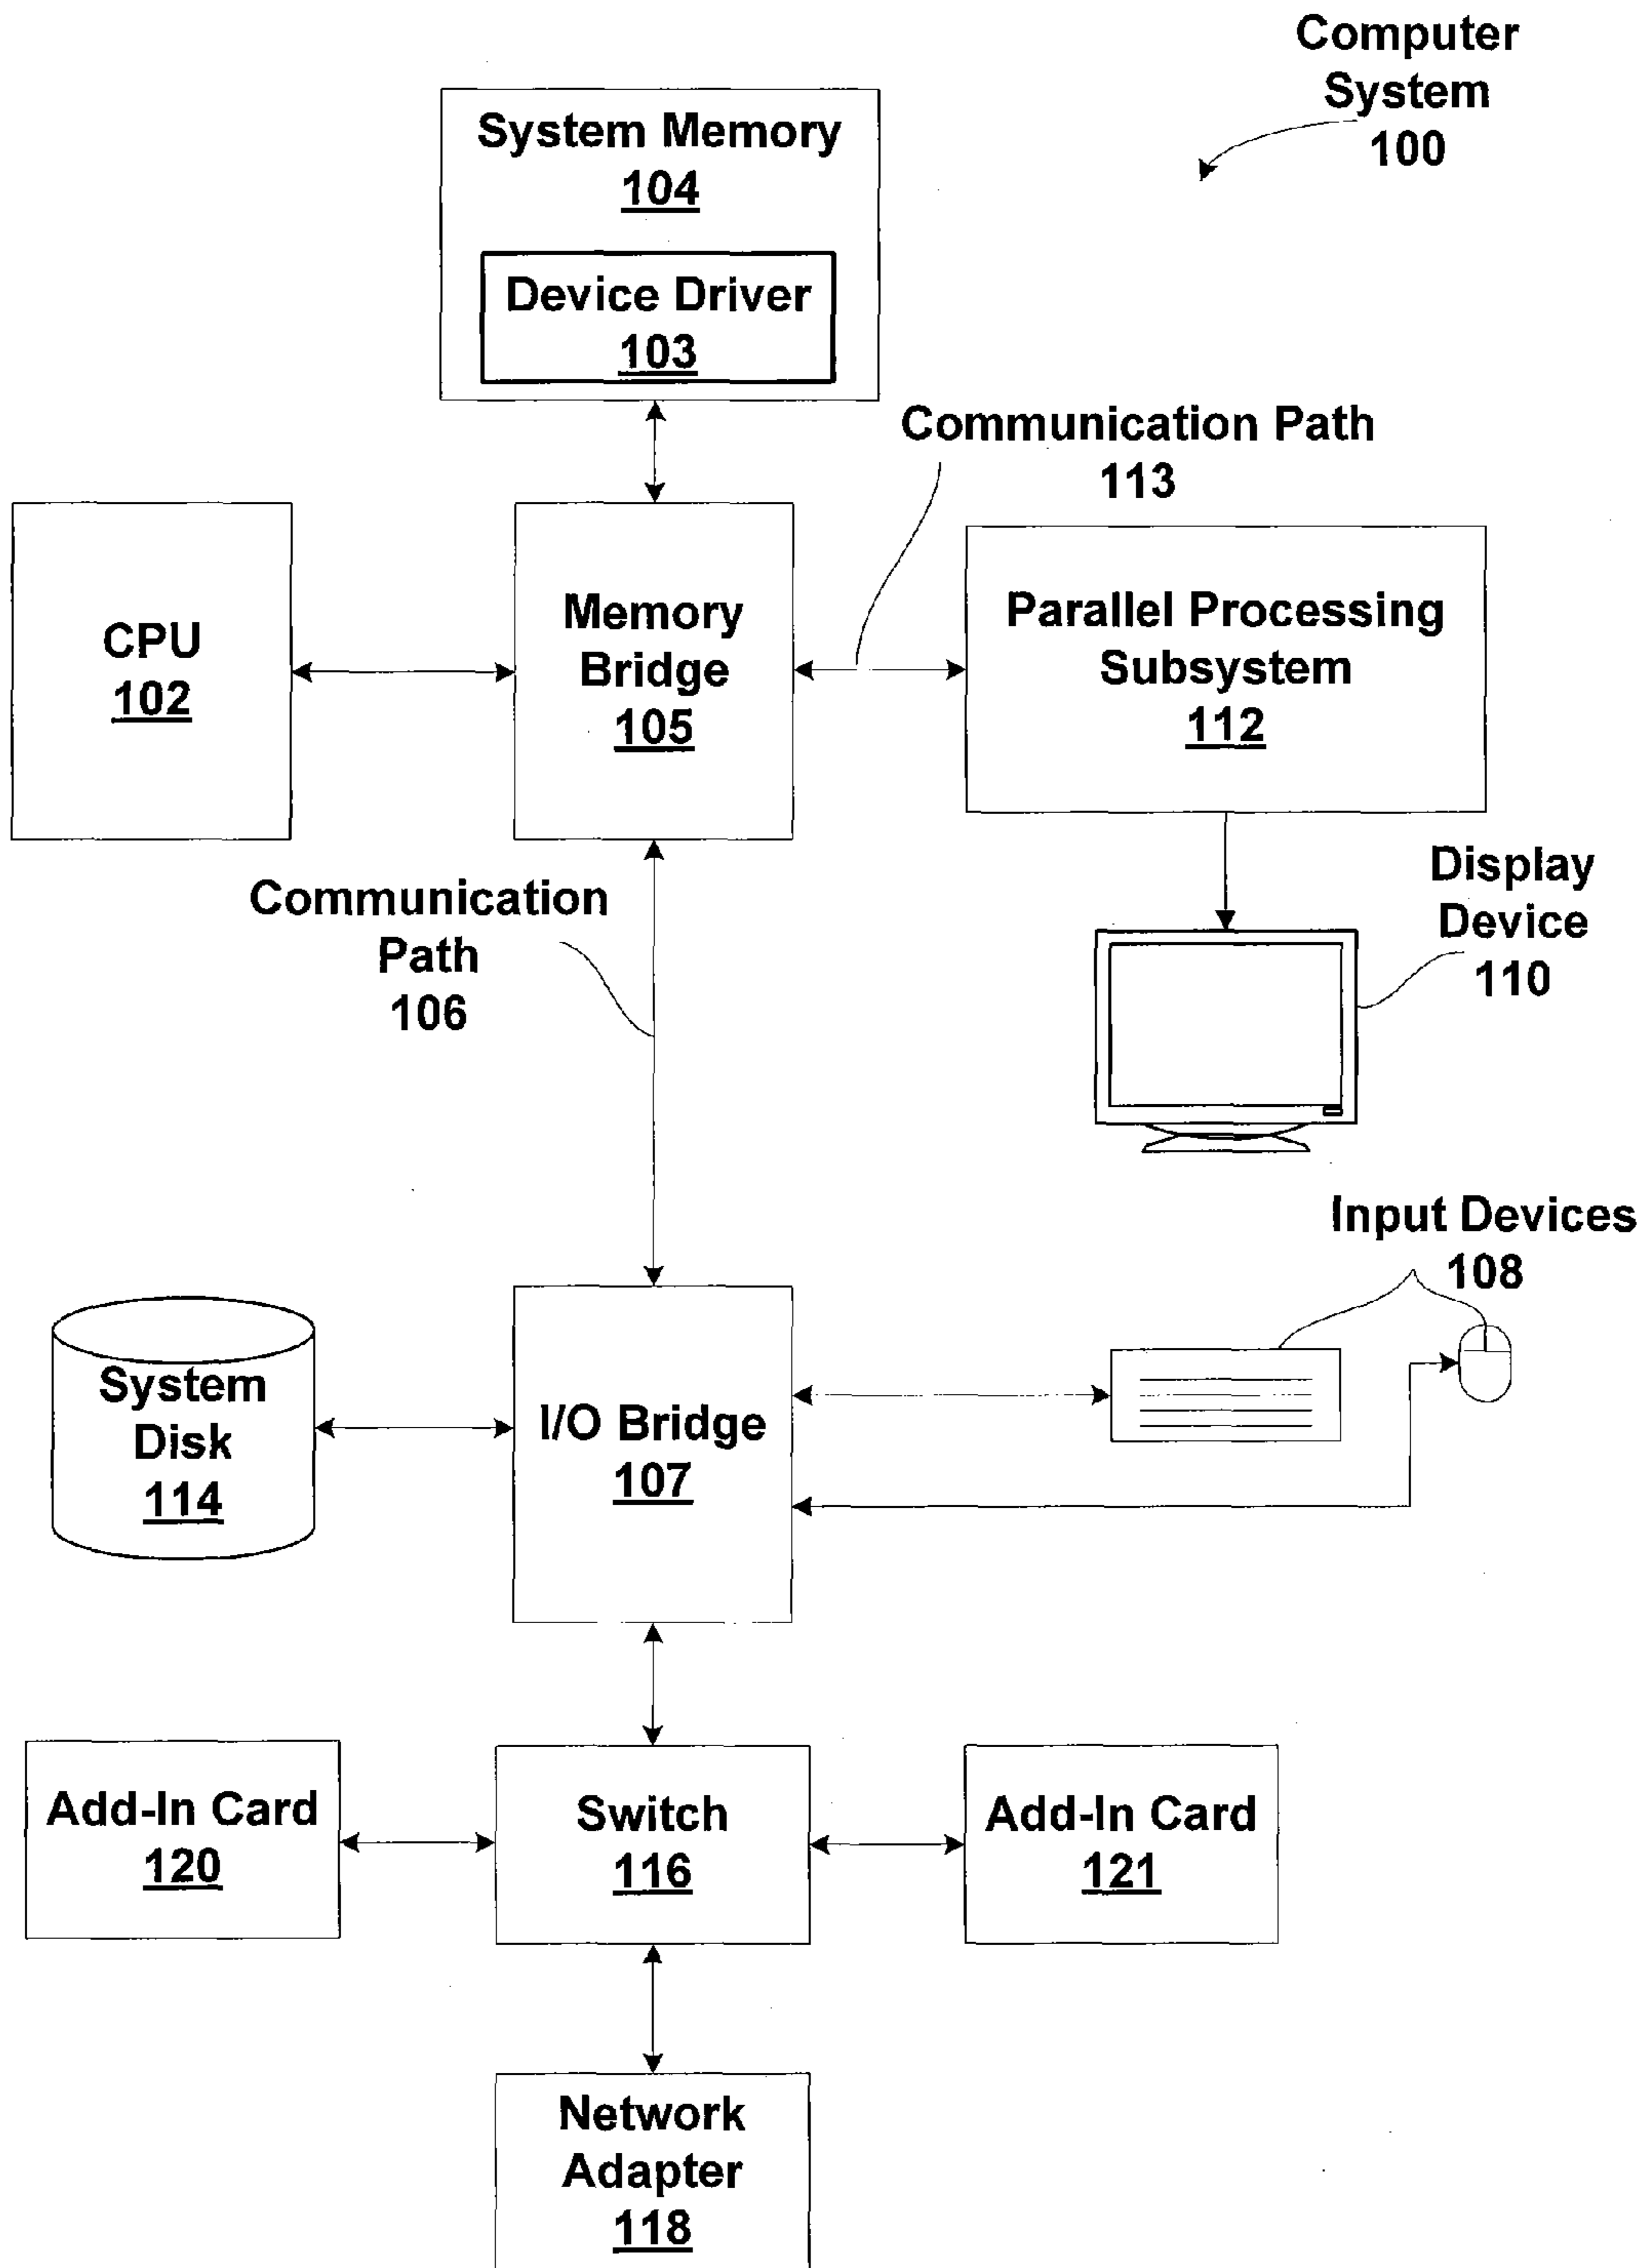 Computer
System
100
System Memory
104
Device Driver
103
Communication Path
113
CPU
102
Memory
Bridge
105
Parallel Processing
Subsystem
112
Communication
Path
106
Display
Device
110
Input Devices
108
System
Disk
114
I/O Bridge
107
Add-In Card
120
Switch
116
Add-In Card
121
Network
Adapter
118